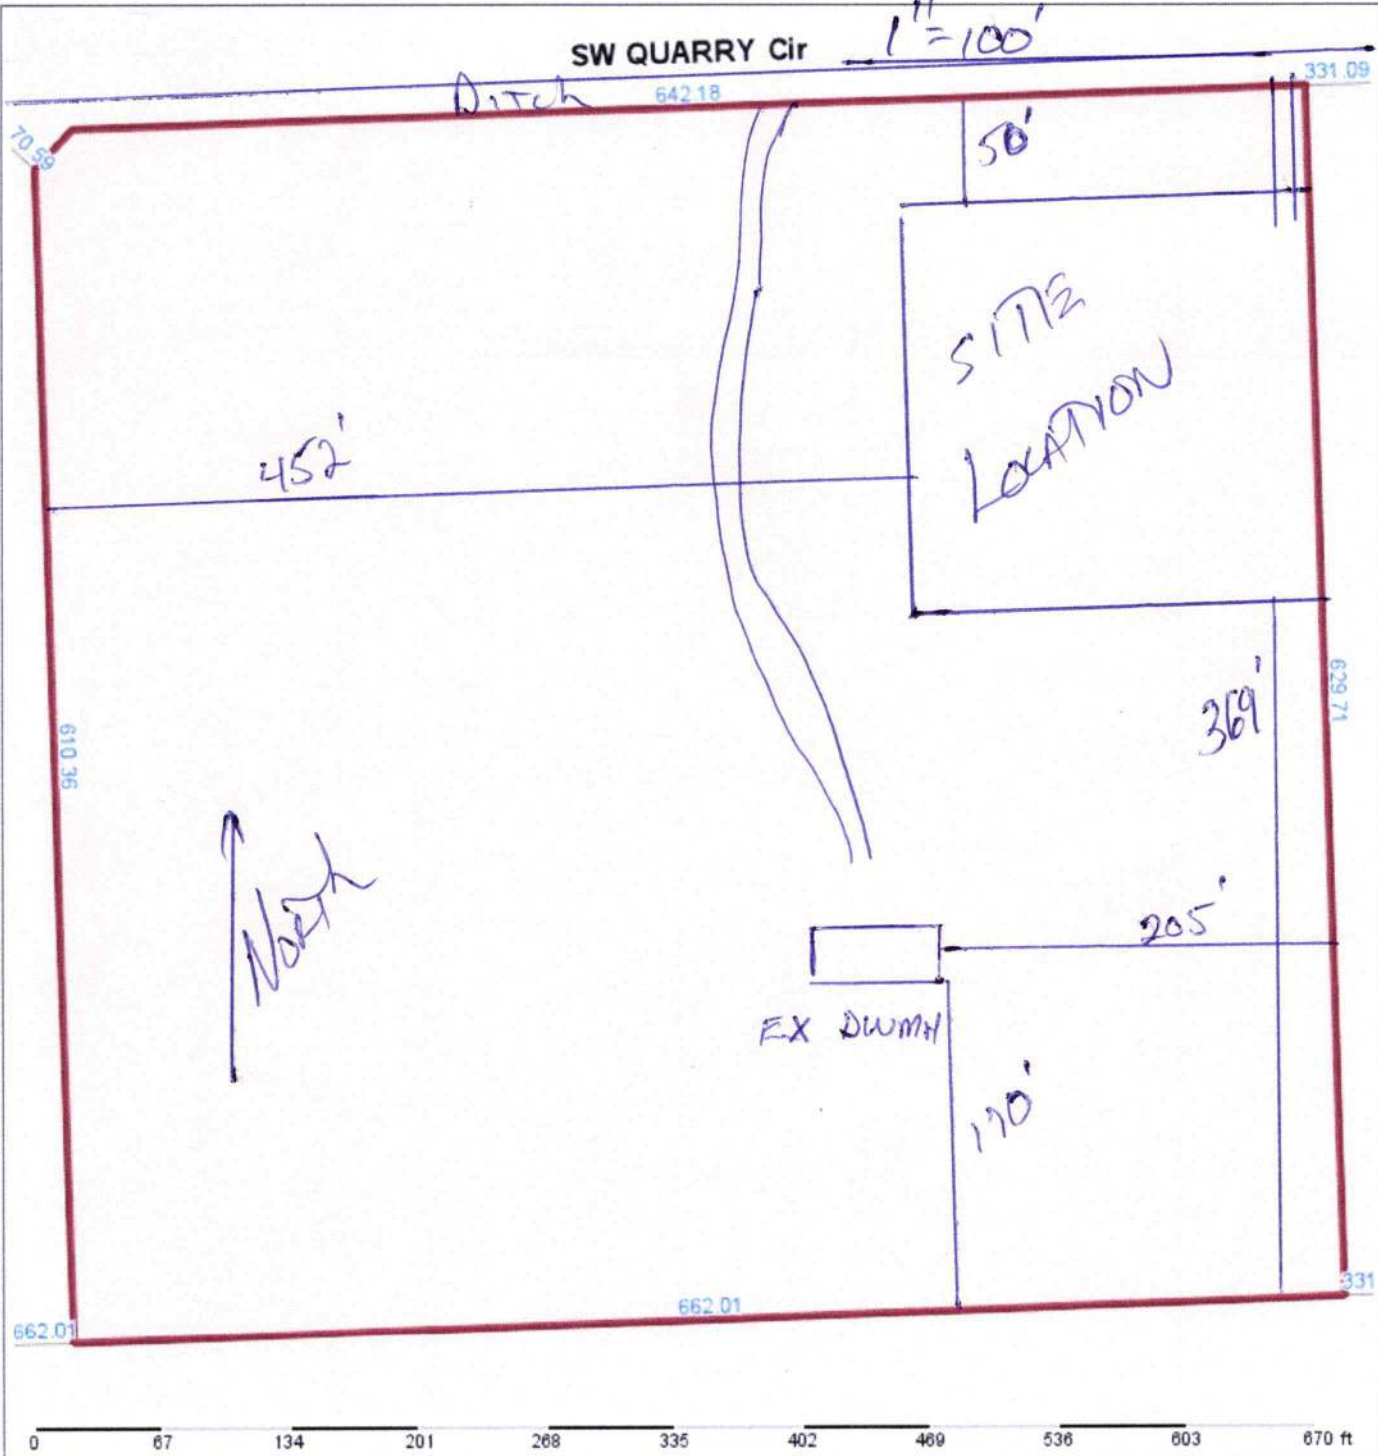 SW QUARRY Cir
1"=100'
Ditch
642.18
331.09
70.59
50'
SITE
LOCATION
452'
369'
629.71
610.36
North
205'
EX DWMH
170'
662.01
331
662.01
0 67 134 201 268 335 402 469 536 603 670 ft